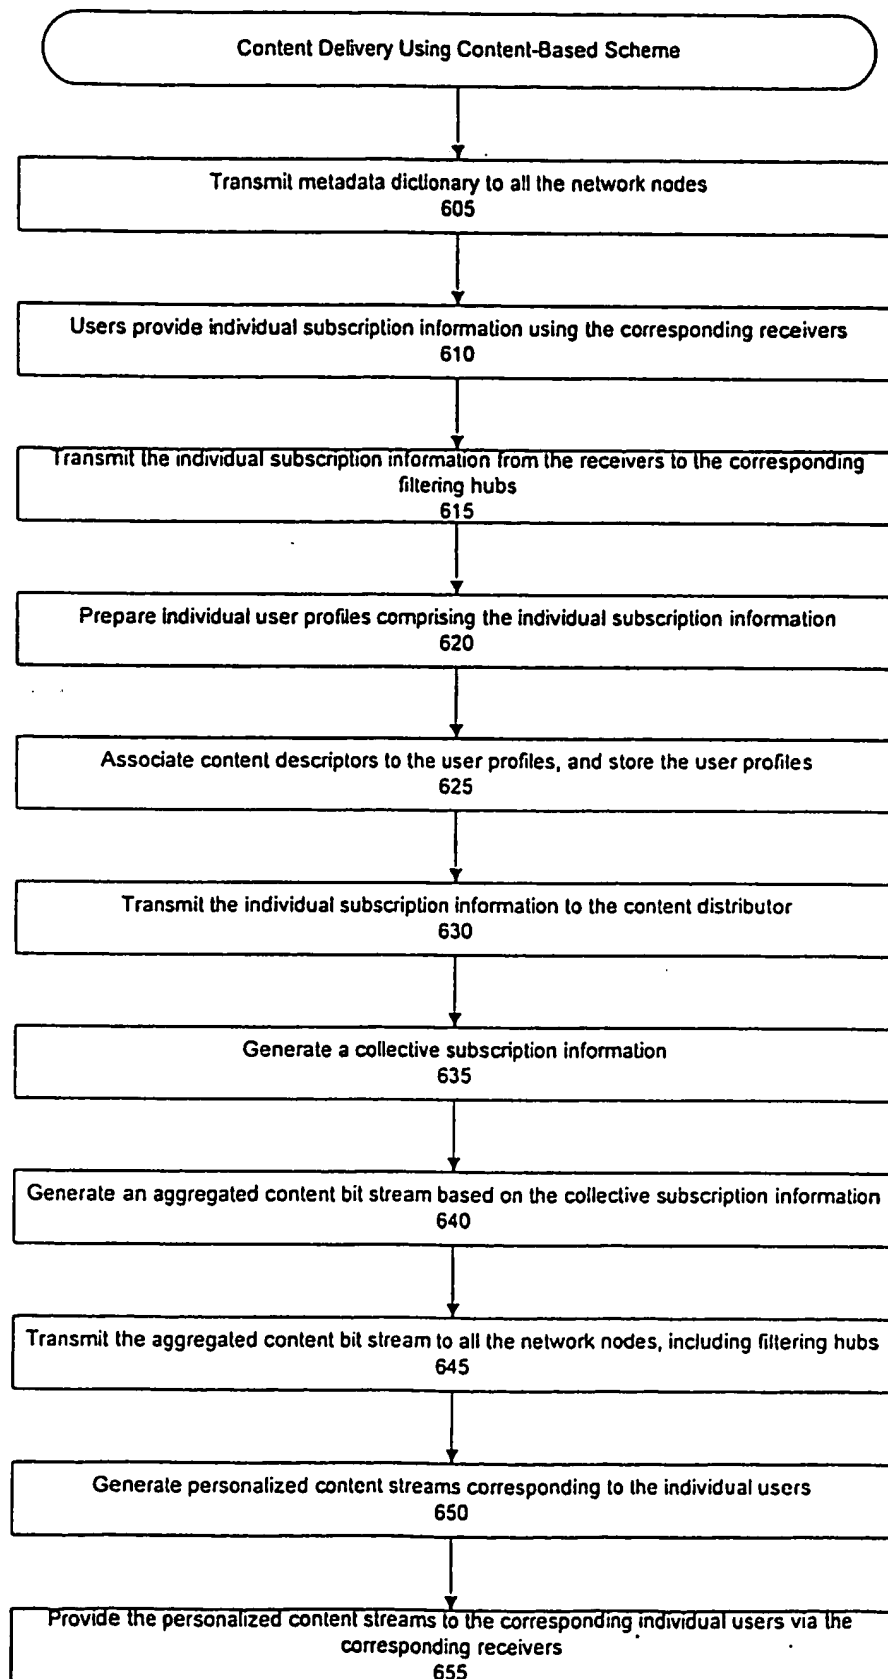 Content Delivery Using Content-Based Scheme
Transmit metadata dictionary to all the network nodes
605
Users provide individual subscription information using the corresponding receivers
610
Transmit the individual subscription information from the receivers to the corresponding
filtering hubs
615
Prepare individual user profiles comprising the individual subscription information
620
Associate content descriptors to the user profiles, and store the user profiles
625
Transmit the individual subscription information to the content distributor
630
Generate a collective subscription information
635
Generate an aggregated content bit stream based on the collective subscription information
640
Transmit the aggregated content bit stream to all the network nodes, including filtering hubs
645
Generate personalized content streams corresponding to the individual users
650
Provide the personalized content streams to the corresponding individual users via the
corresponding receivers
655